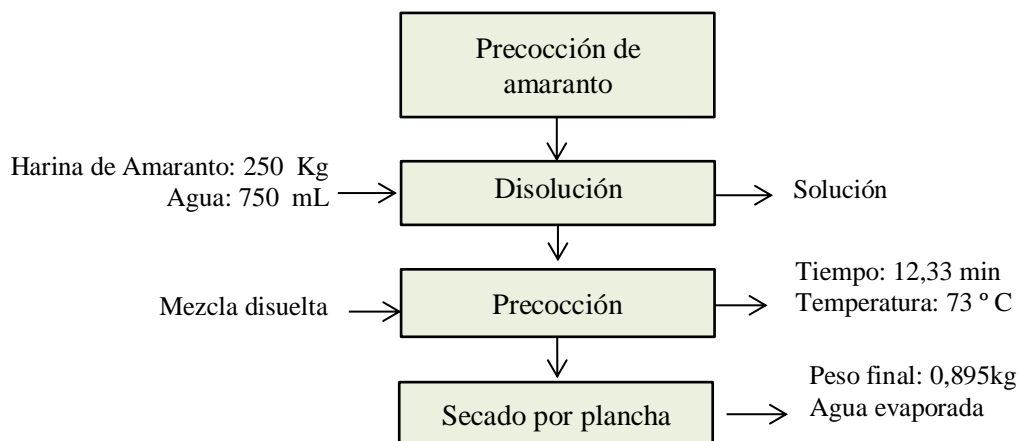 Precocción de
amaranto
Harina de Amaranto: 250 Kg
Agua: 750 mL
Disolución
Solución
Mezcla disuelta
Precocción
Tiempo: 12,33 min
Temperatura: 73 º C
Secado por plancha
Peso final: 0,895kg
Agua evaporada